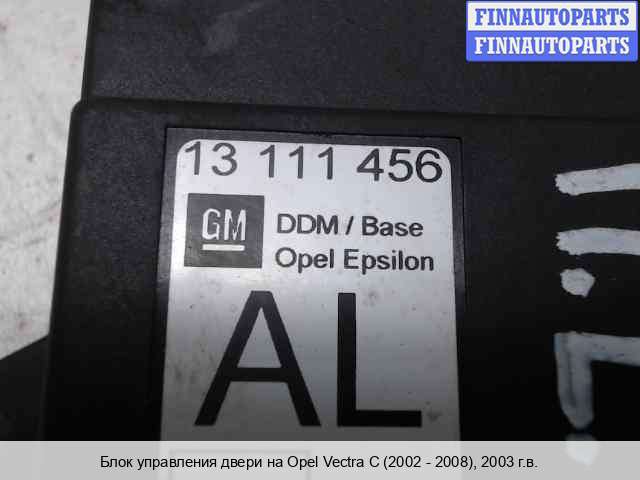 FINNAUTOPARTS
FINNAUTOPARTS
13 111 456
GM
DDM / Base
Opel Epsilon
AL
Блок управления двери на Opel Vectra C (2002 - 2008), 2003 г.в.